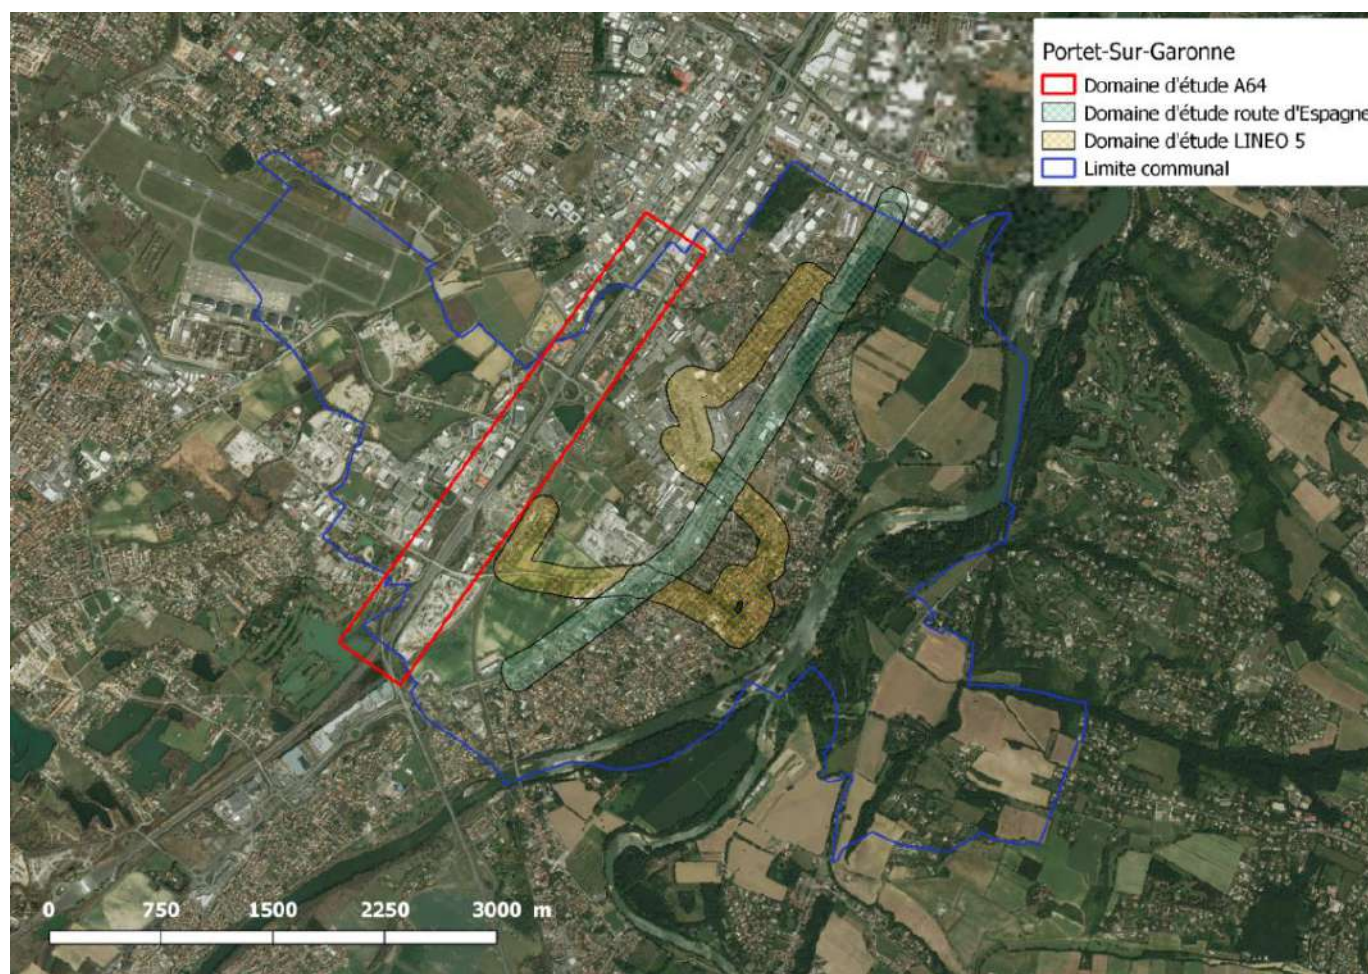 Portet-Sur-Garonne
Domaine d'étude A64
Domaine d'étude route d'Espagne
Domaine d'étude LINEO 5
Limite communal
0 750 1500 2250 3000 m